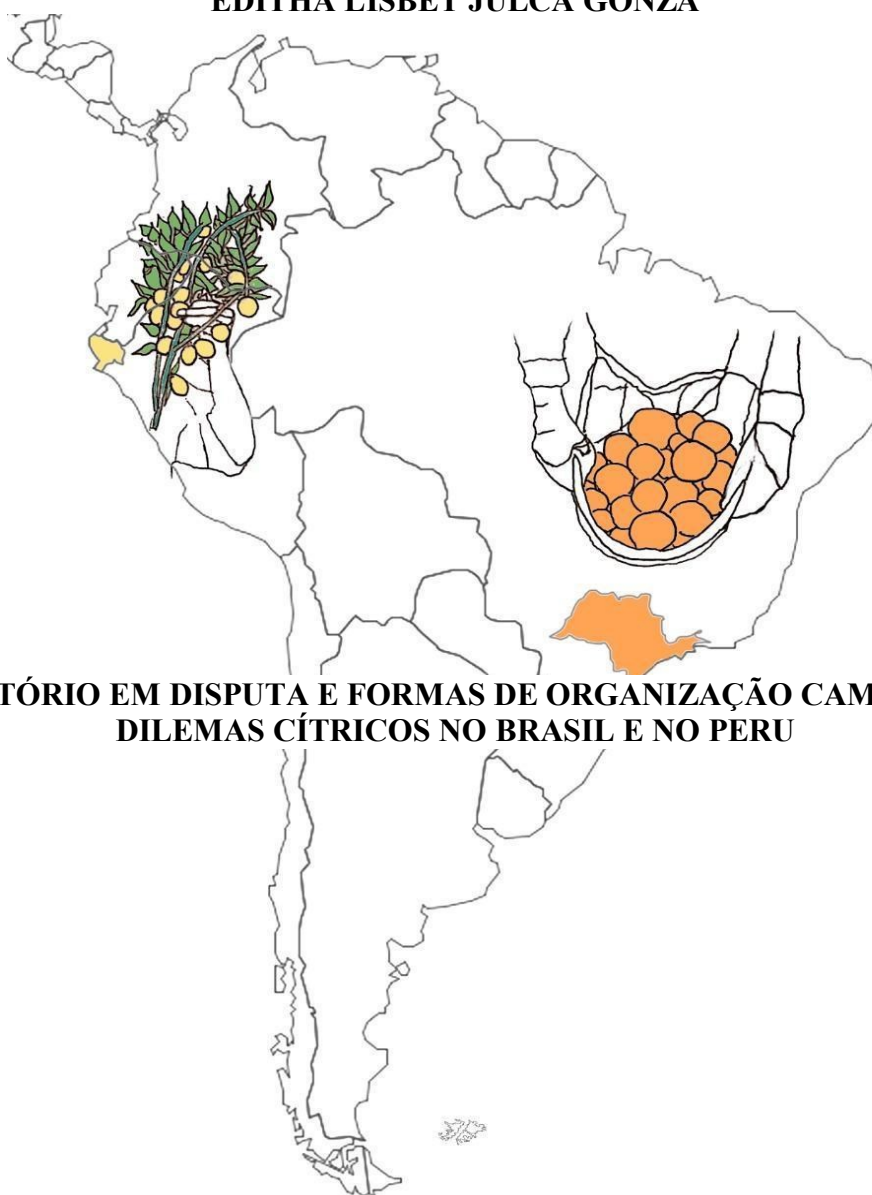 EDITHA LISBET JULCA GONZA
TÓRIO EM DISPUTA E FORMAS DE ORGANIZAÇÃO CAM
DILEMAS CÍTRICOS NO BRASIL E NO PERU